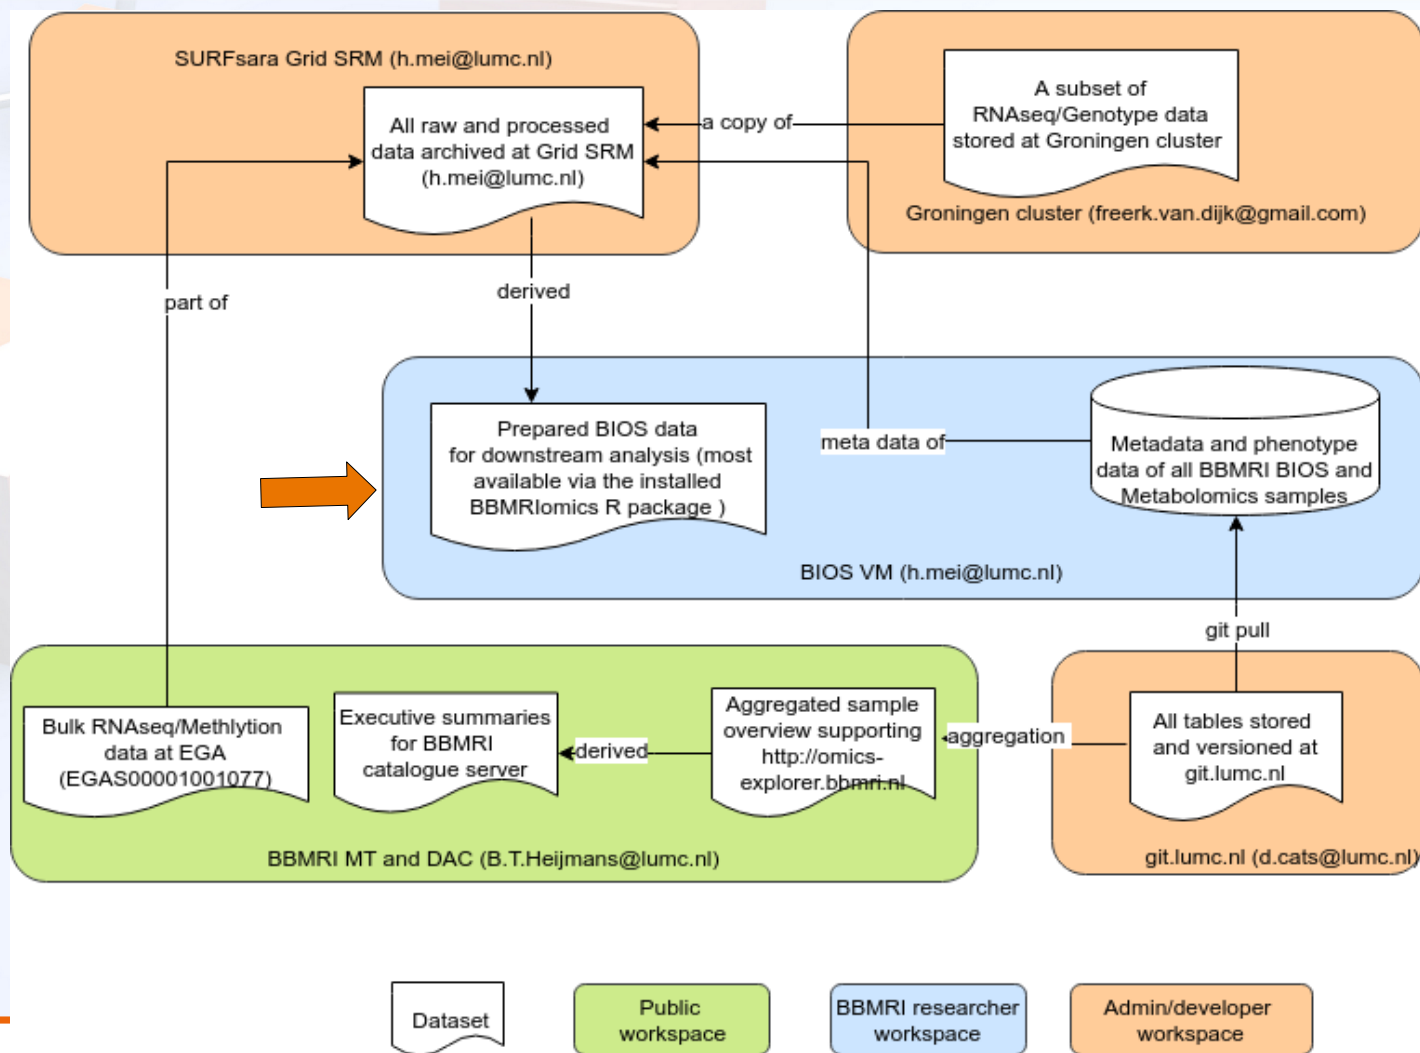 SURFsara Grid SRM (h.mei@lumc.nl)
All raw and processed
data archived at Grid SRM
(h.mei@lumc.nl)
a copy of
A subset of
RNAseq/Genotype data
stored at Groningen cluster
Groningen cluster (freerk.van.dijk@gmail.com)
part of
derived
Prepared BIOS data
for downstream analysis (most
available via the installed
BBMRIomics R package )
meta data of
Metadata and phenotype
data of all BBMRI BIOS and
Metabolomics samples
BIOS VM (h.mei@lumc.nl)
git pull
Bulk RNAseq/Methlytion
data at EGA
(EGAS00001001077)
Executive summaries
for BBMRI
catalogue server
derived
Aggregated sample
overview supporting
http://omics-
explorer.bbmri.nl
aggregation
All tables stored
and versioned at
git.lumc.nl
BBMRI MT and DAC (B.T.Heijmans@lumc.nl)
git.lumc.nl (d.cats@lumc.nl)
Dataset
Public
workspace
BBMRI researcher
workspace
Admin/developer
workspace